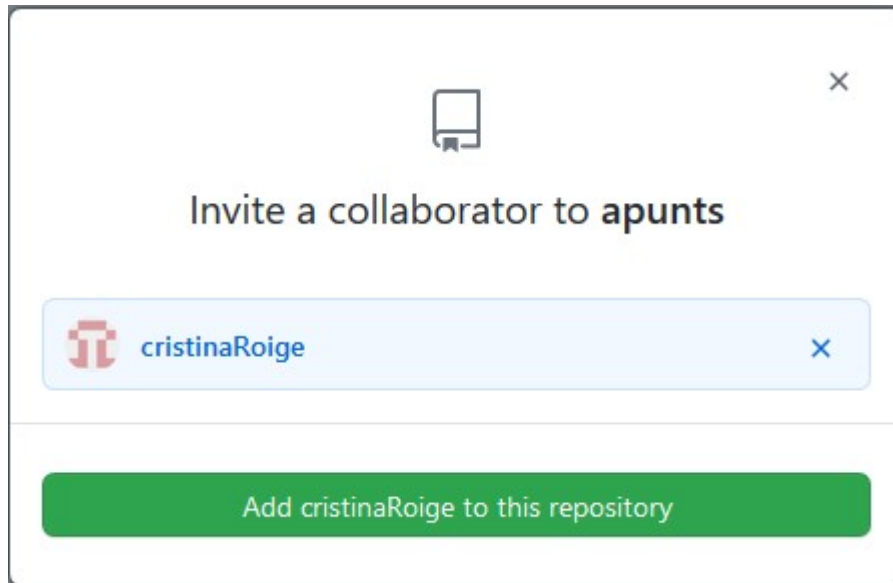 Invite a collaborator to apunts
cristinaRoige
Add cristinaRoige to this repository